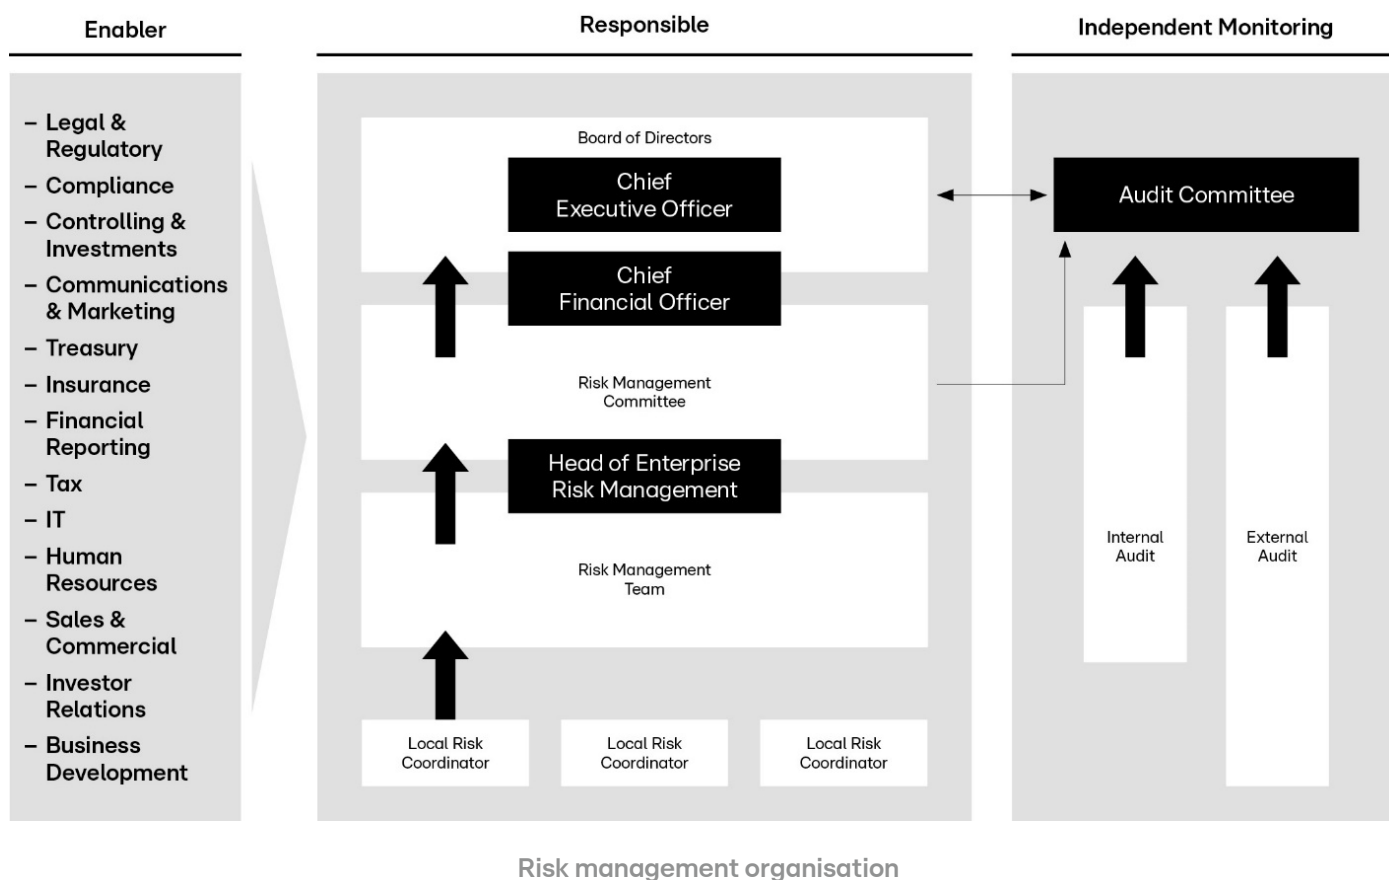 Enabler
– Legal &
Regulatory
– Compliance
– Controlling &
Investments
– Communications
& Marketing
– Treasury
– Insurance
– Financial
Reporting
– Tax
– IT
– Human
Resources
– Sales &
Commercial
– Investor
Relations
– Business
Development
Responsible
Board of Directors
Chief
Executive Officer
Chief
Financial Officer
Risk Management
Committee
Head of Enterprise
Risk Management
Risk Management
Team
Local Risk
Coordinator
Local Risk
Coordinator
Local Risk
Coordinator
Independent Monitoring
Audit Committee
Internal
Audit
External
Audit
Risk management organisation